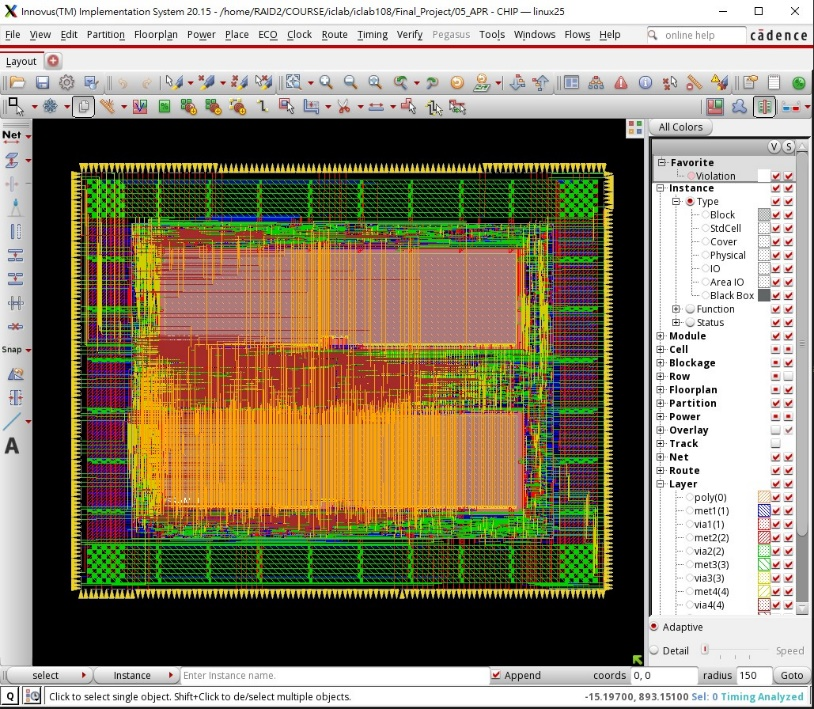 Innovus(TM) Implementation System 20.15 - /home/RAID2/COURSE/iclab/iclab108/Final_Project/05_APR - CHIP — linux25
File View Edit Partition Floorplan Power Place ECO Clock Route Timing Verify Pegasus Tools Windows Flows Help online help cādence
Layout
Net
Snap
A
All Colors
V S
Favorite
Violation
Instance
Type
Block
StdCell
Cover
Physical
IO
Area IO
Black Box
Function
Status
Module
Cell
Blockage
Row
Floorplan
Partition
Power
Overlay
Track
Net
Route
Layer
poly(0)
met1(1)
via1(1)
met2(2)
via2(2)
met3(3)
via3(3)
met4(4)
via4(4)
Adaptive
Detail Speed
select Instance Enter Instance name. Append coords 0, 0 radius 150 Goto
Q Click to select single object. Shift+Click to de/select multiple objects. -15.19700, 893.15100 Sel: 0 Timing Analyzed